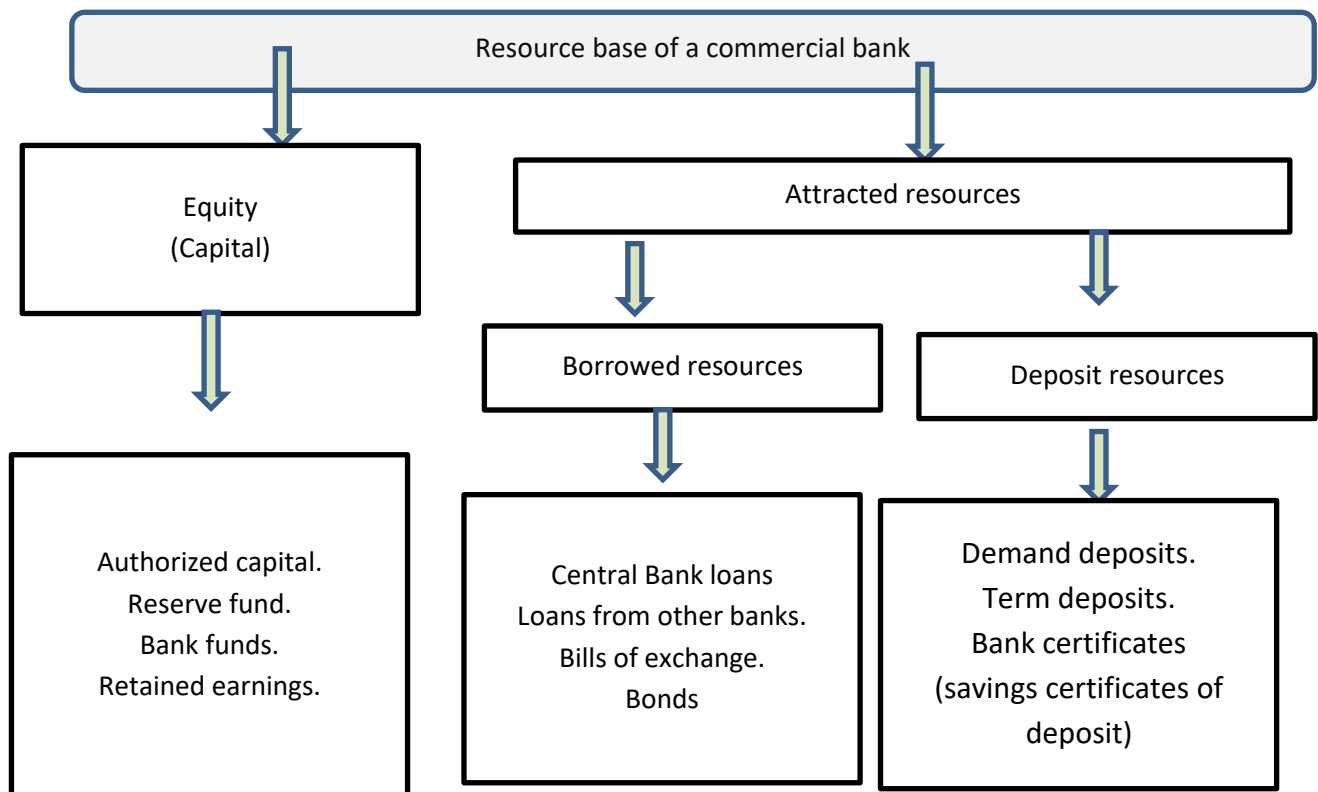 Resource base of a commercial bank
Equity
(Capital)
Attracted resources
Borrowed resources
Deposit resources
Authorized capital.
Reserve fund.
Bank funds.
Retained earnings.
Central Bank loans
Loans from other banks.
Bills of exchange.
Bonds
Demand deposits.
Term deposits.
Bank certificates
(savings certificates of
deposit)